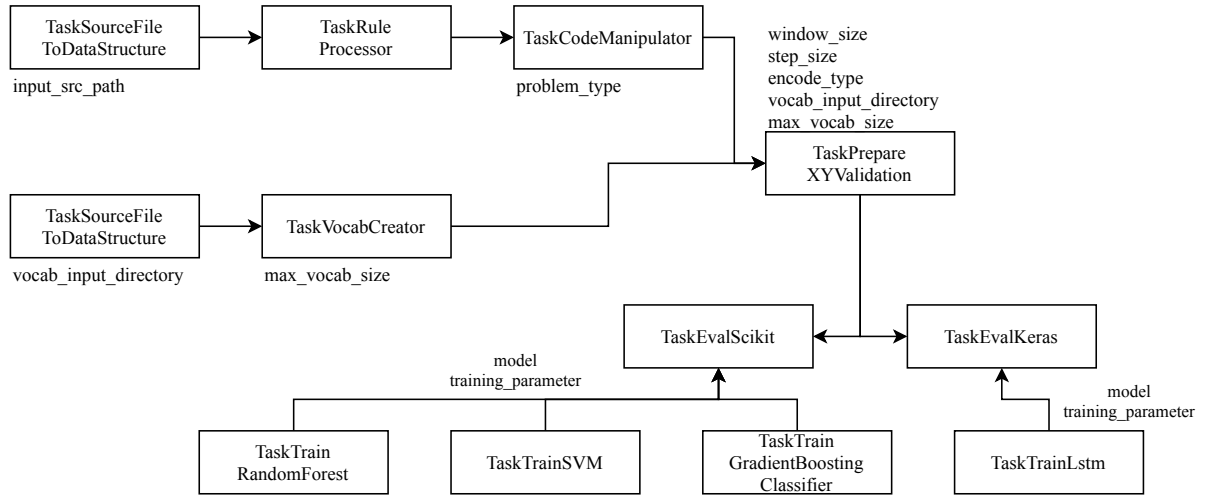 TaskSourceFile
ToDataStructure
input_src_path
TaskRule
Processor
TaskCodeManipulator
problem_type
window_size
step_size
encode_type
vocab_input_directory
max_vocab_size
TaskPrepare
XYValidation
TaskSourceFile
ToDataStructure
vocab_input_directory
TaskVocabCreator
max_vocab_size
TaskEvalScikit
TaskEvalKeras
model
training_parameter
model
training_parameter
TaskTrain
RandomForest
TaskTrainSVM
TaskTrain
GradientBoosting
Classifier
TaskTrainLstm